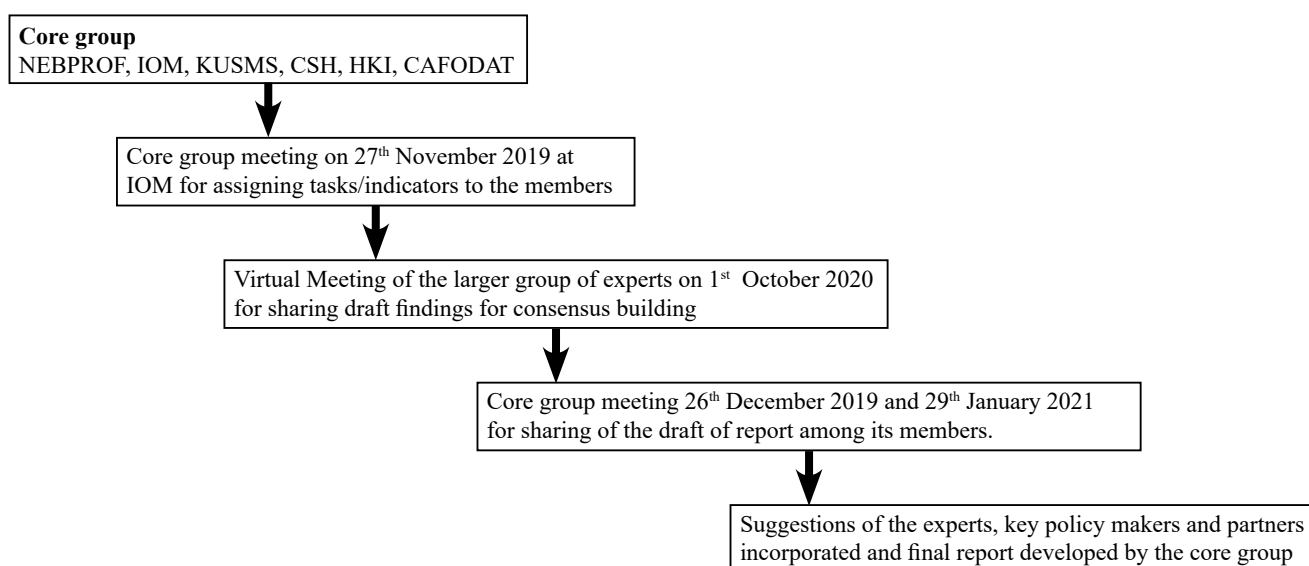 Core group
NEBPROF, IOM, KUSMS, CSH, HKI, CAFODAT
Core group meeting on 27th November 2019 at
IOM for assigning tasks/indicators to the members
Virtual Meeting of the larger group of experts on 1st October 2020
for sharing draft findings for consensus building
Core group meeting 26th December 2019 and 29th January 2021
for sharing of the draft of report among its members.
Suggestions of the experts, key policy makers and partners
incorporated and final report developed by the core group